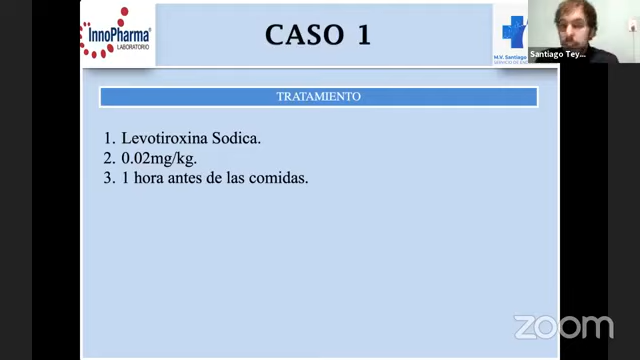 InnoPharma®
LABORATORIO
CASO 1
M.V. Santiago
Santiago Tey...
TRATAMIENTO
1. Levotiroxina Sodica.
2. 0.02mg/kg.
3. 1 hora antes de las comidas.
zoom